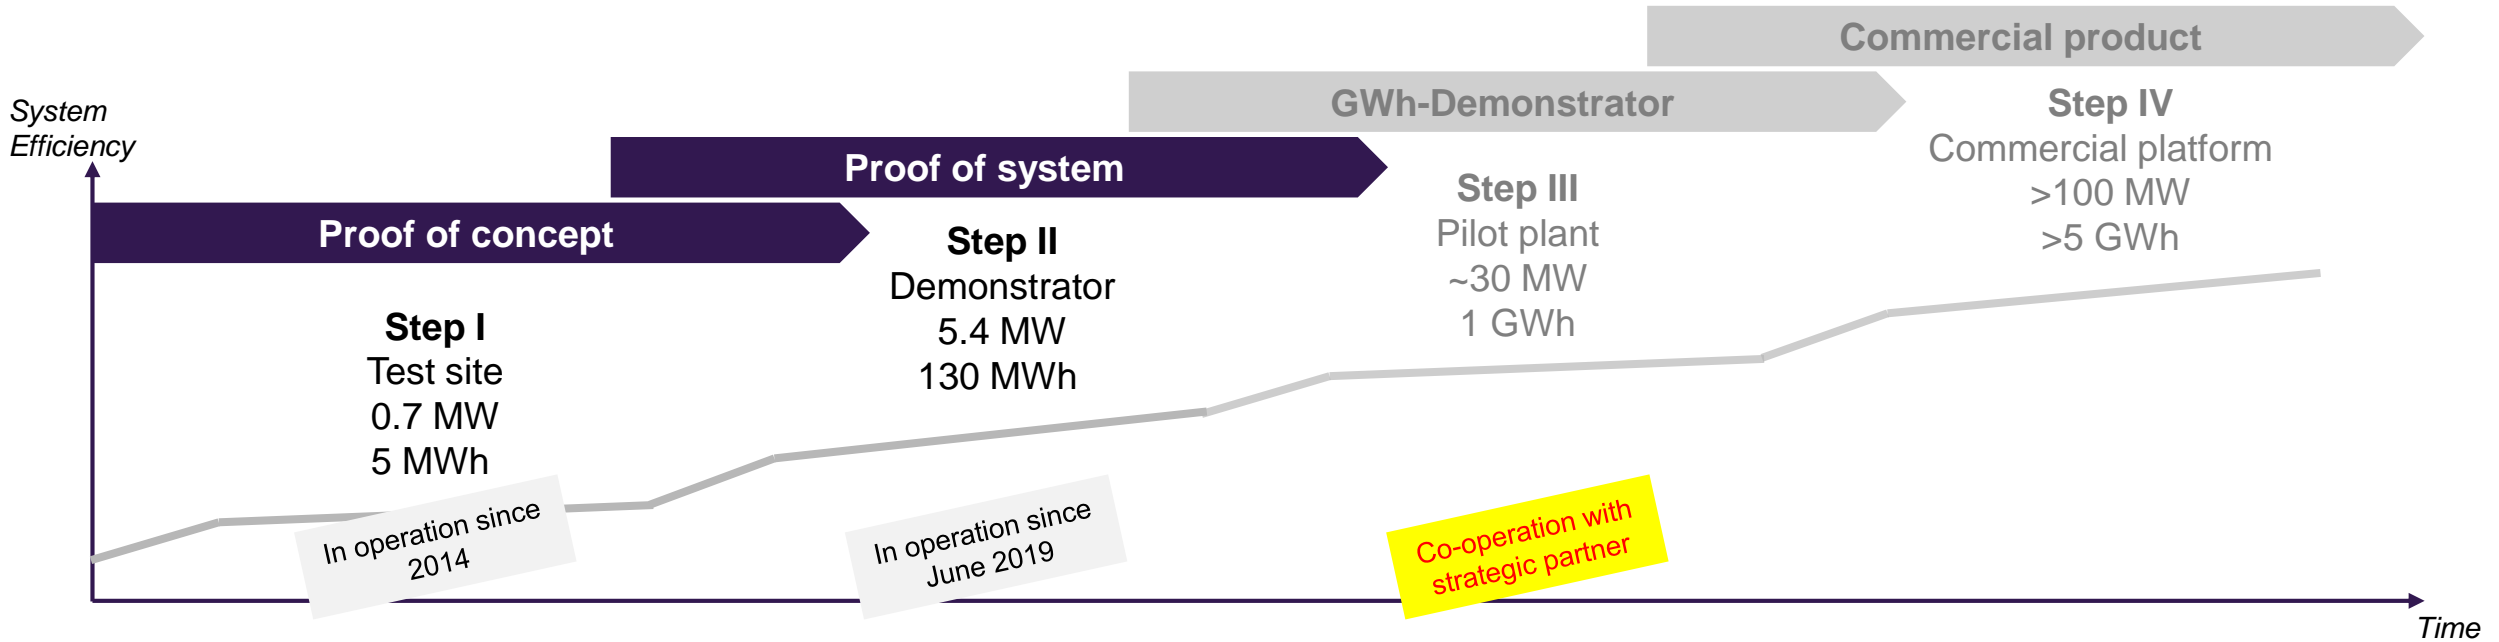 System
Efficiency
Proof of concept
Step I
Test site
0.7 MW
5 MWh
In operation since
2014
Proof of system
Step II
Demonstrator
5.4 MW
130 MWh
In operation since
June 2019
GWh-Demonstrator
Step III
Pilot plant
~30 MW
1 GWh
Co-operation with
strategic partner
Commercial product
Step IV
Commercial platform
>100 MW
>5 GWh
Time